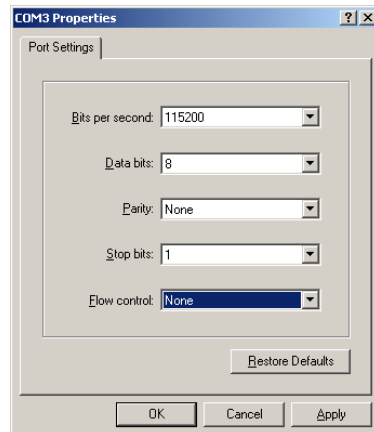 COM3 Properties
Port Settings
Bits per second: 115200
Data bits: 8
Parity: None
Stop bits: 1
Flow control: None
Restore Defaults
OK Cancel Apply